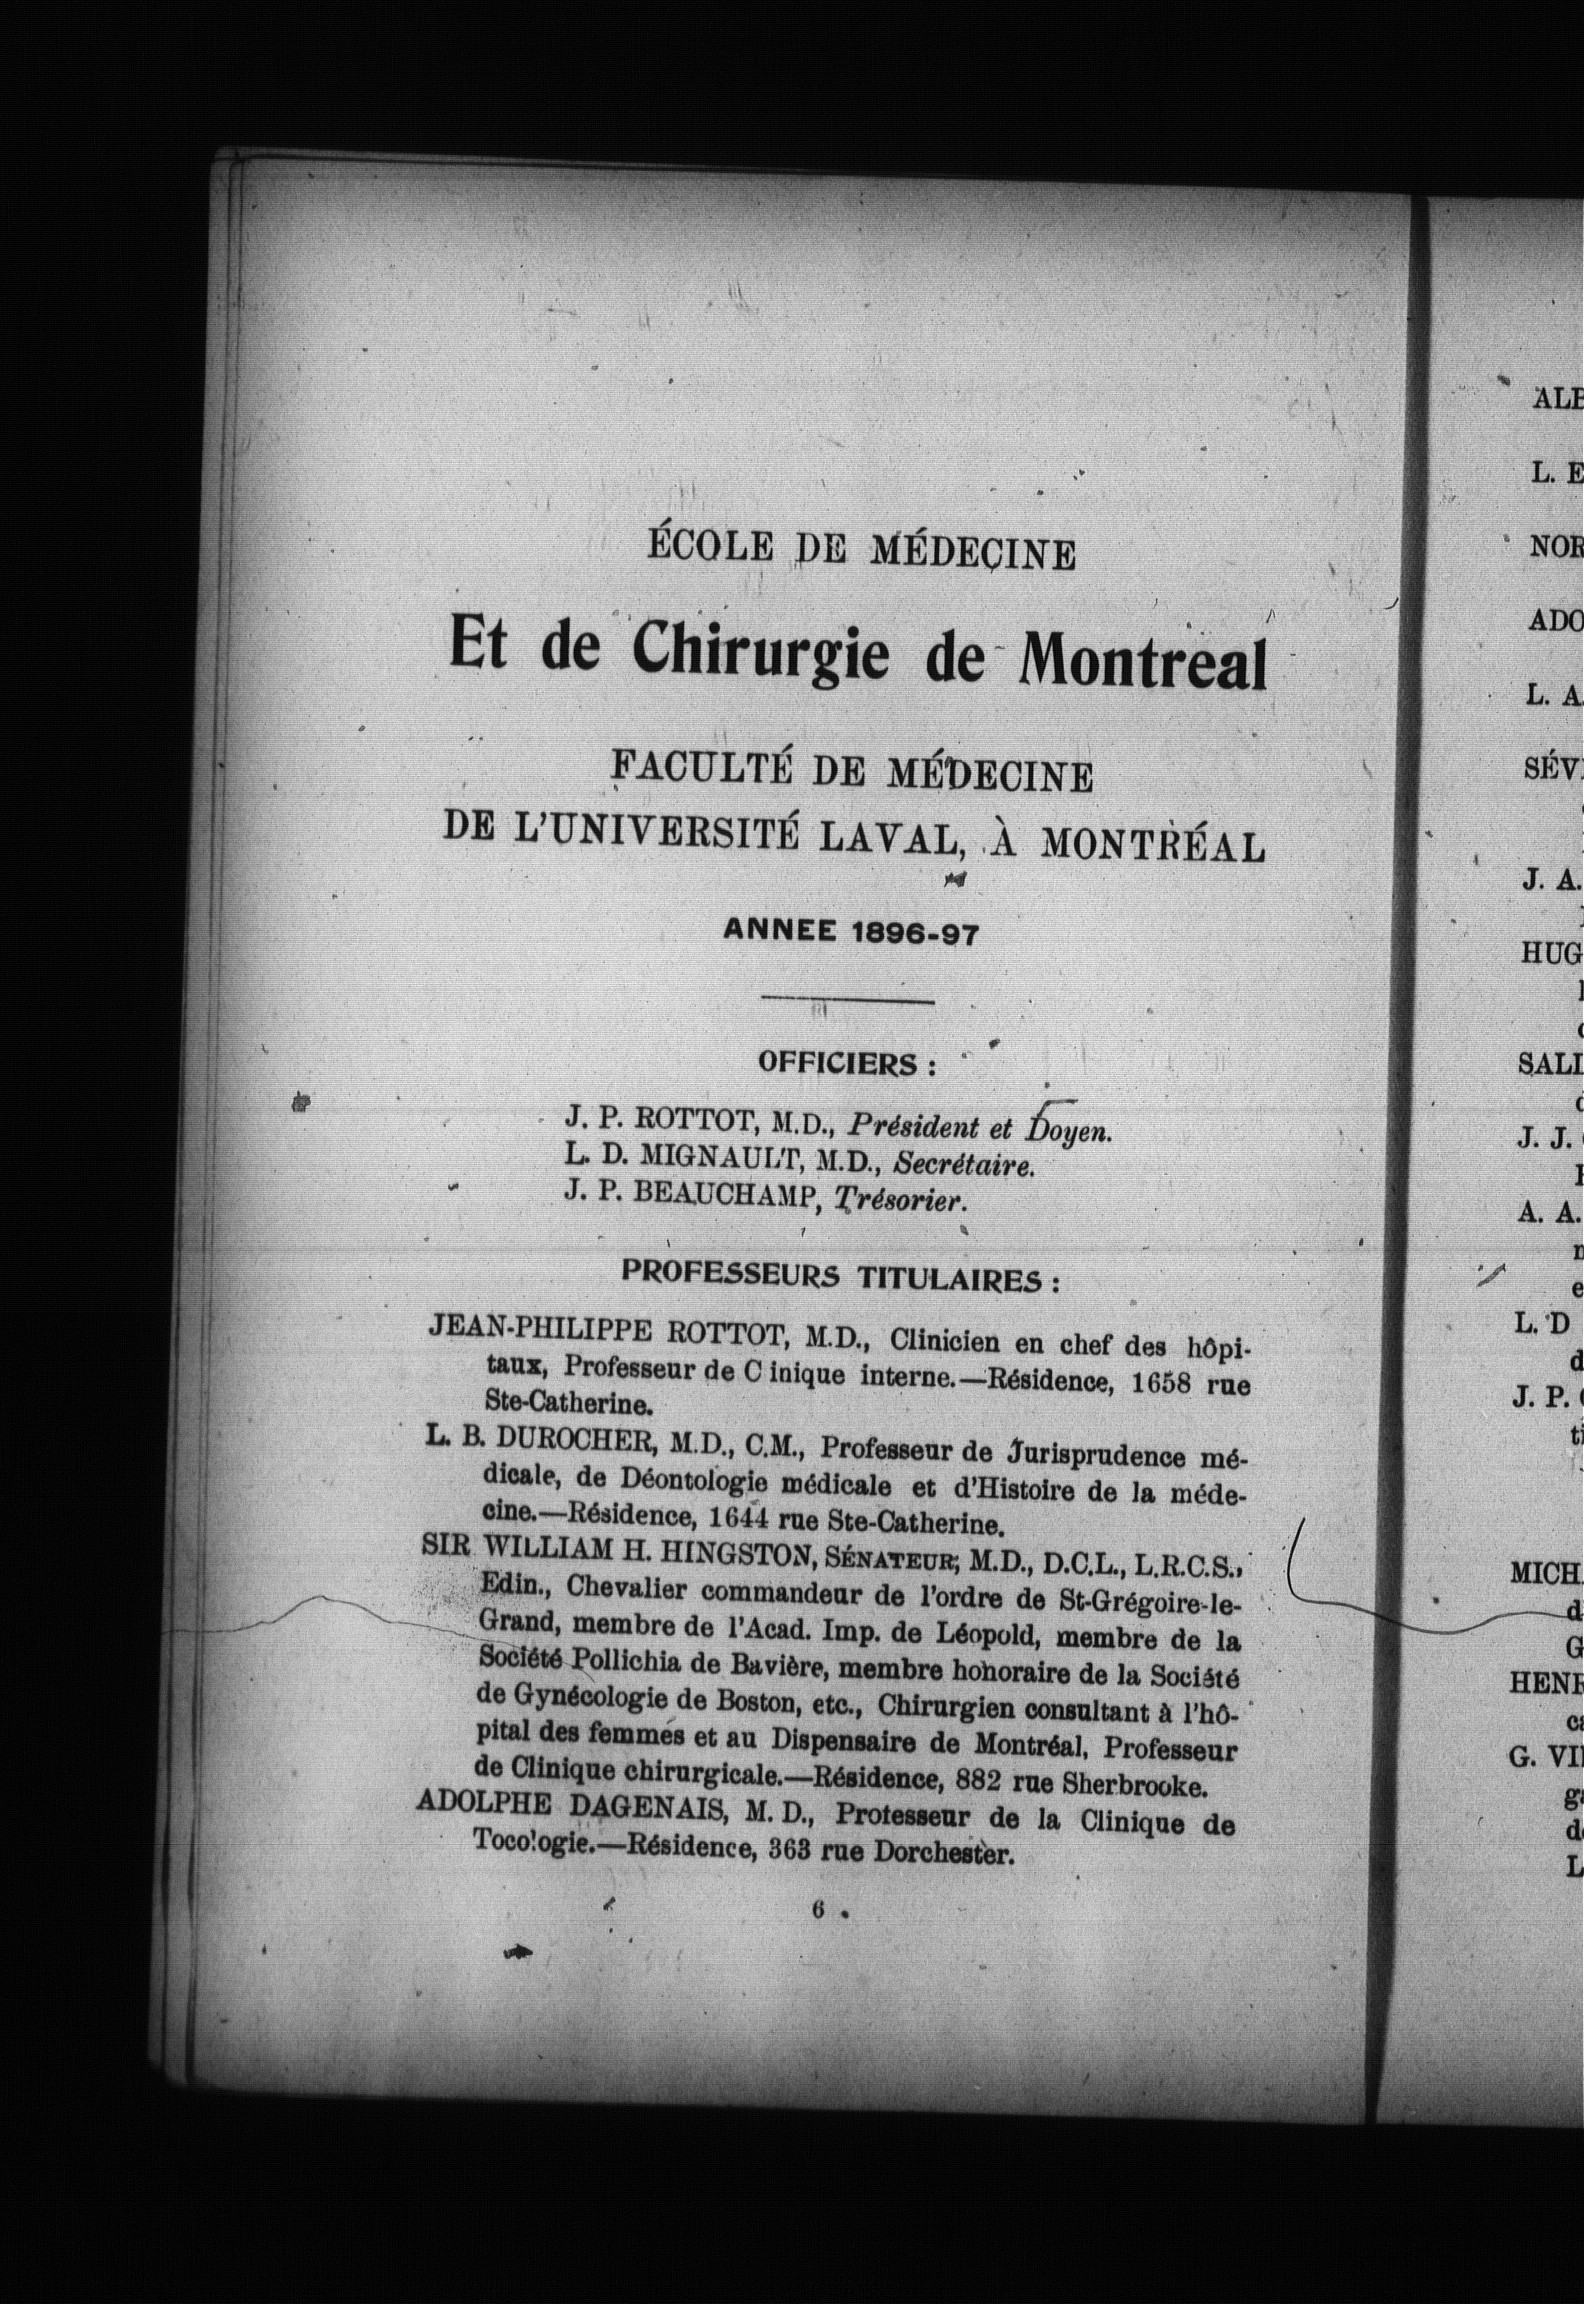 ÉCOLE DE MÉDECINE
Et de Chirurgie de Montreal
FACULTÉ DE MÉDECINE
DE L'UNIVERSITÉ LAVAL, À MONTRÉAL
ANNEE 1896-97
OFFICIERS :
J. P. ROTTOT, M.D., Président et Doyen.
L. D. MIGNAULT, M.D., Secrétaire.
J. P. BEAUCHAMP, Trésorier.
PROFESSEURS TITULAIRES :
JEAN-PHILIPPE ROTTOT, M.D., Clinicien en chef des hôpi-
taux, Professeur de C inique interne.—Résidence, 1658 rue
Ste-Catherine.
L. B. DUROCHER, M.D., C.M., Professeur de Jurisprudence mé-
dicale, de Déontologie médicale et d'Histoire de la méde-
cine.—Résidence, 1644 rue Ste-Catherine.
SIR WILLIAM H. HINGSTON, SÉNATEUR, M.D., D.C.L., L.R.C.S.,
Edin., Chevalier commandeur de l'ordre de St-Grégoire-le-
Grand, membre de l'Acad. Imp. de Léopold, membre de la
Société Pollichia de Bavière, membre honoraire de la Société
de Gynécologie de Boston, etc., Chirurgien consultant à l'hô-
pital des femmes et au Dispensaire de Montréal, Professeur
de Clinique chirurgicale.—Résidence, 882 rue Sherbrooke.
ADOLPHE DAGENAIS, M. D., Professeur de la Clinique de
Tocologie.—Résidence, 363 rue Dorchester.
6
ALB
L. E
NOR
ADO
L. A.
SÉV
J. A.
HUG
SALL
J. J.
A. A.
L. D
J. P.
ti
MICH
d
G
HENR
ca
G. VI
ga
d
L